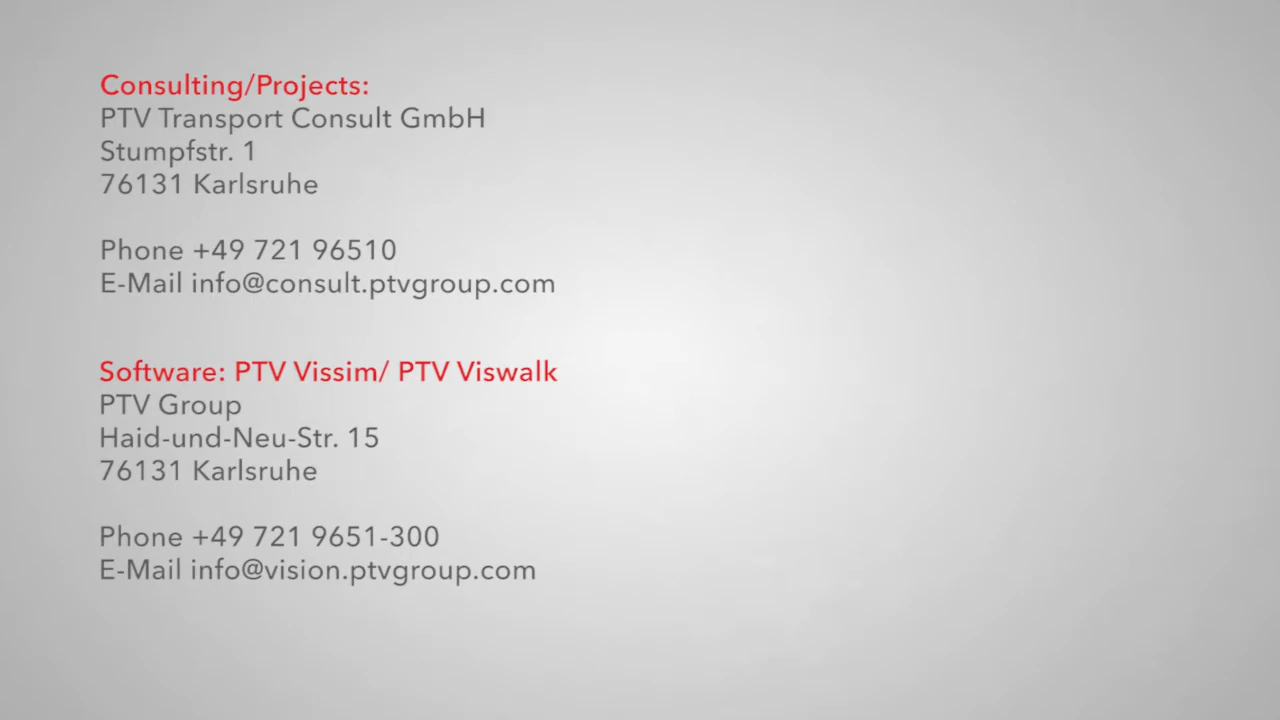 Consulting/Projects:
PTV Transport Consult GmbH
Stumpfstr. 1
76131 Karlsruhe
Phone +49 721 96510
E-Mail info@consult.ptvgroup.com
Software: PTV Vissim/ PTV Viswalk
PTV Group
Haid-und-Neu-Str. 15
76131 Karlsruhe
Phone +49 721 9651-300
E-Mail info@vision.ptvgroup.com